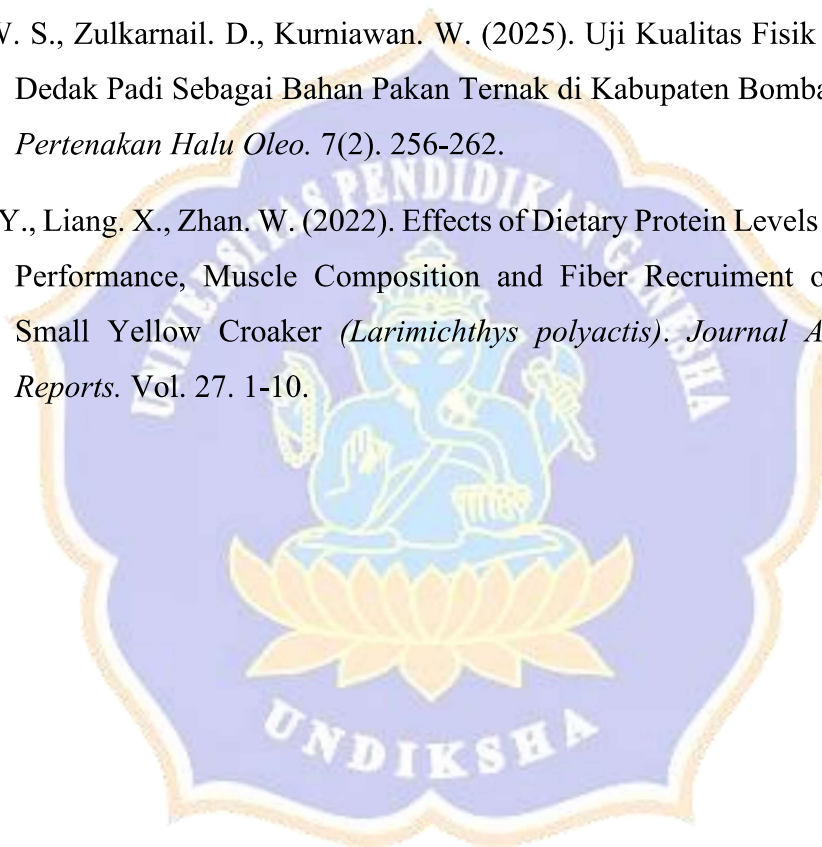 . S., Zulkarnail. D., Kurniawan. W. (2025). Uji Kualitas Fisik
Dedak Padi Sebagai Bahan Pakan Ternak di Kabupaten
Pertenakan Halu Oleo. 7(2). 256-262.
UNIVERSITAS PENDIDIKAN GANESHA
Y., Liang. X., Zhan. W. (2022). Effects of Dietary Protein Levels
Performance, Muscle Composition and Fiber Recruiment
Small Yellow Croaker (Larimichthys polyactis). Journal
Reports. Vol. 27. 1-10.
UNDIKSHA